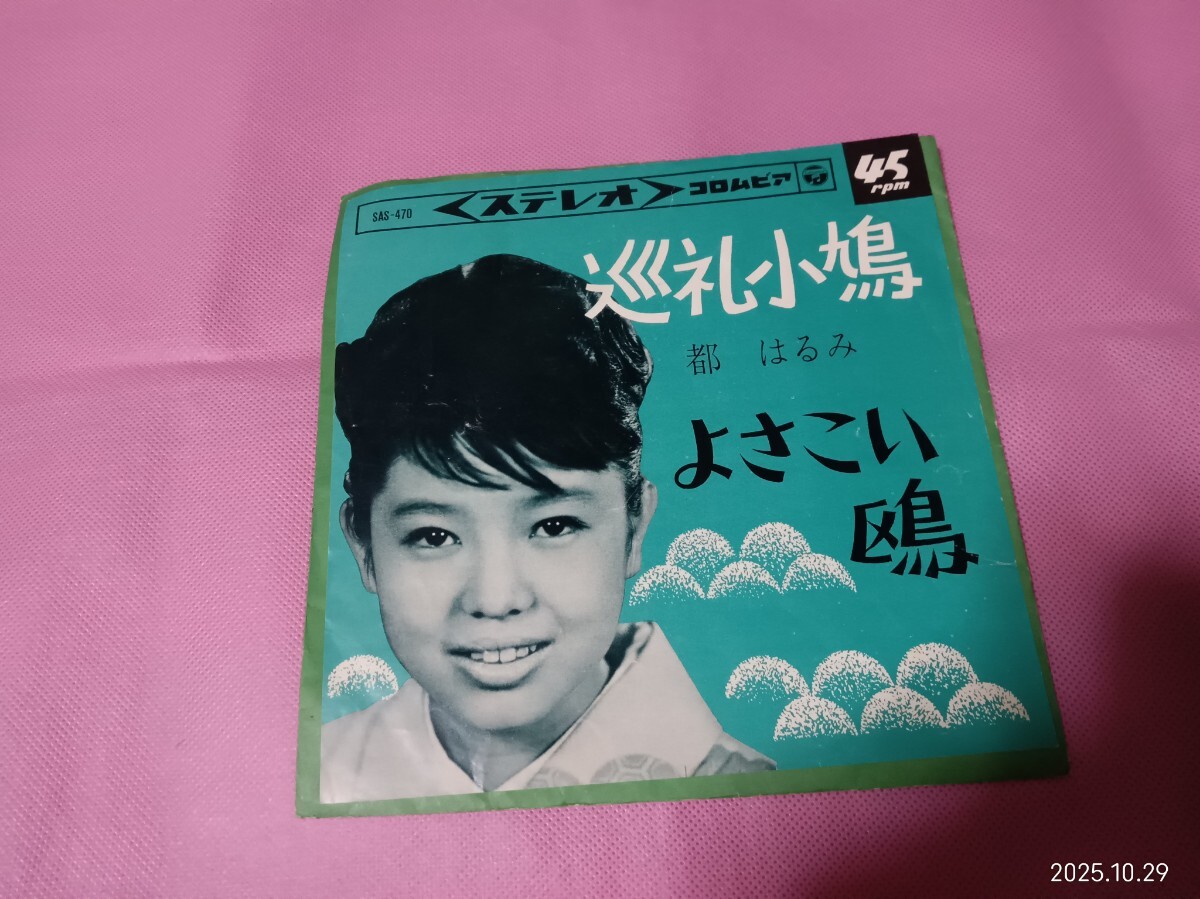 SAS-470 <ステレオ> コロムビア
45
rpm
巡礼小鳩
都 はるみ
よさこい
鴎
2025.10.29